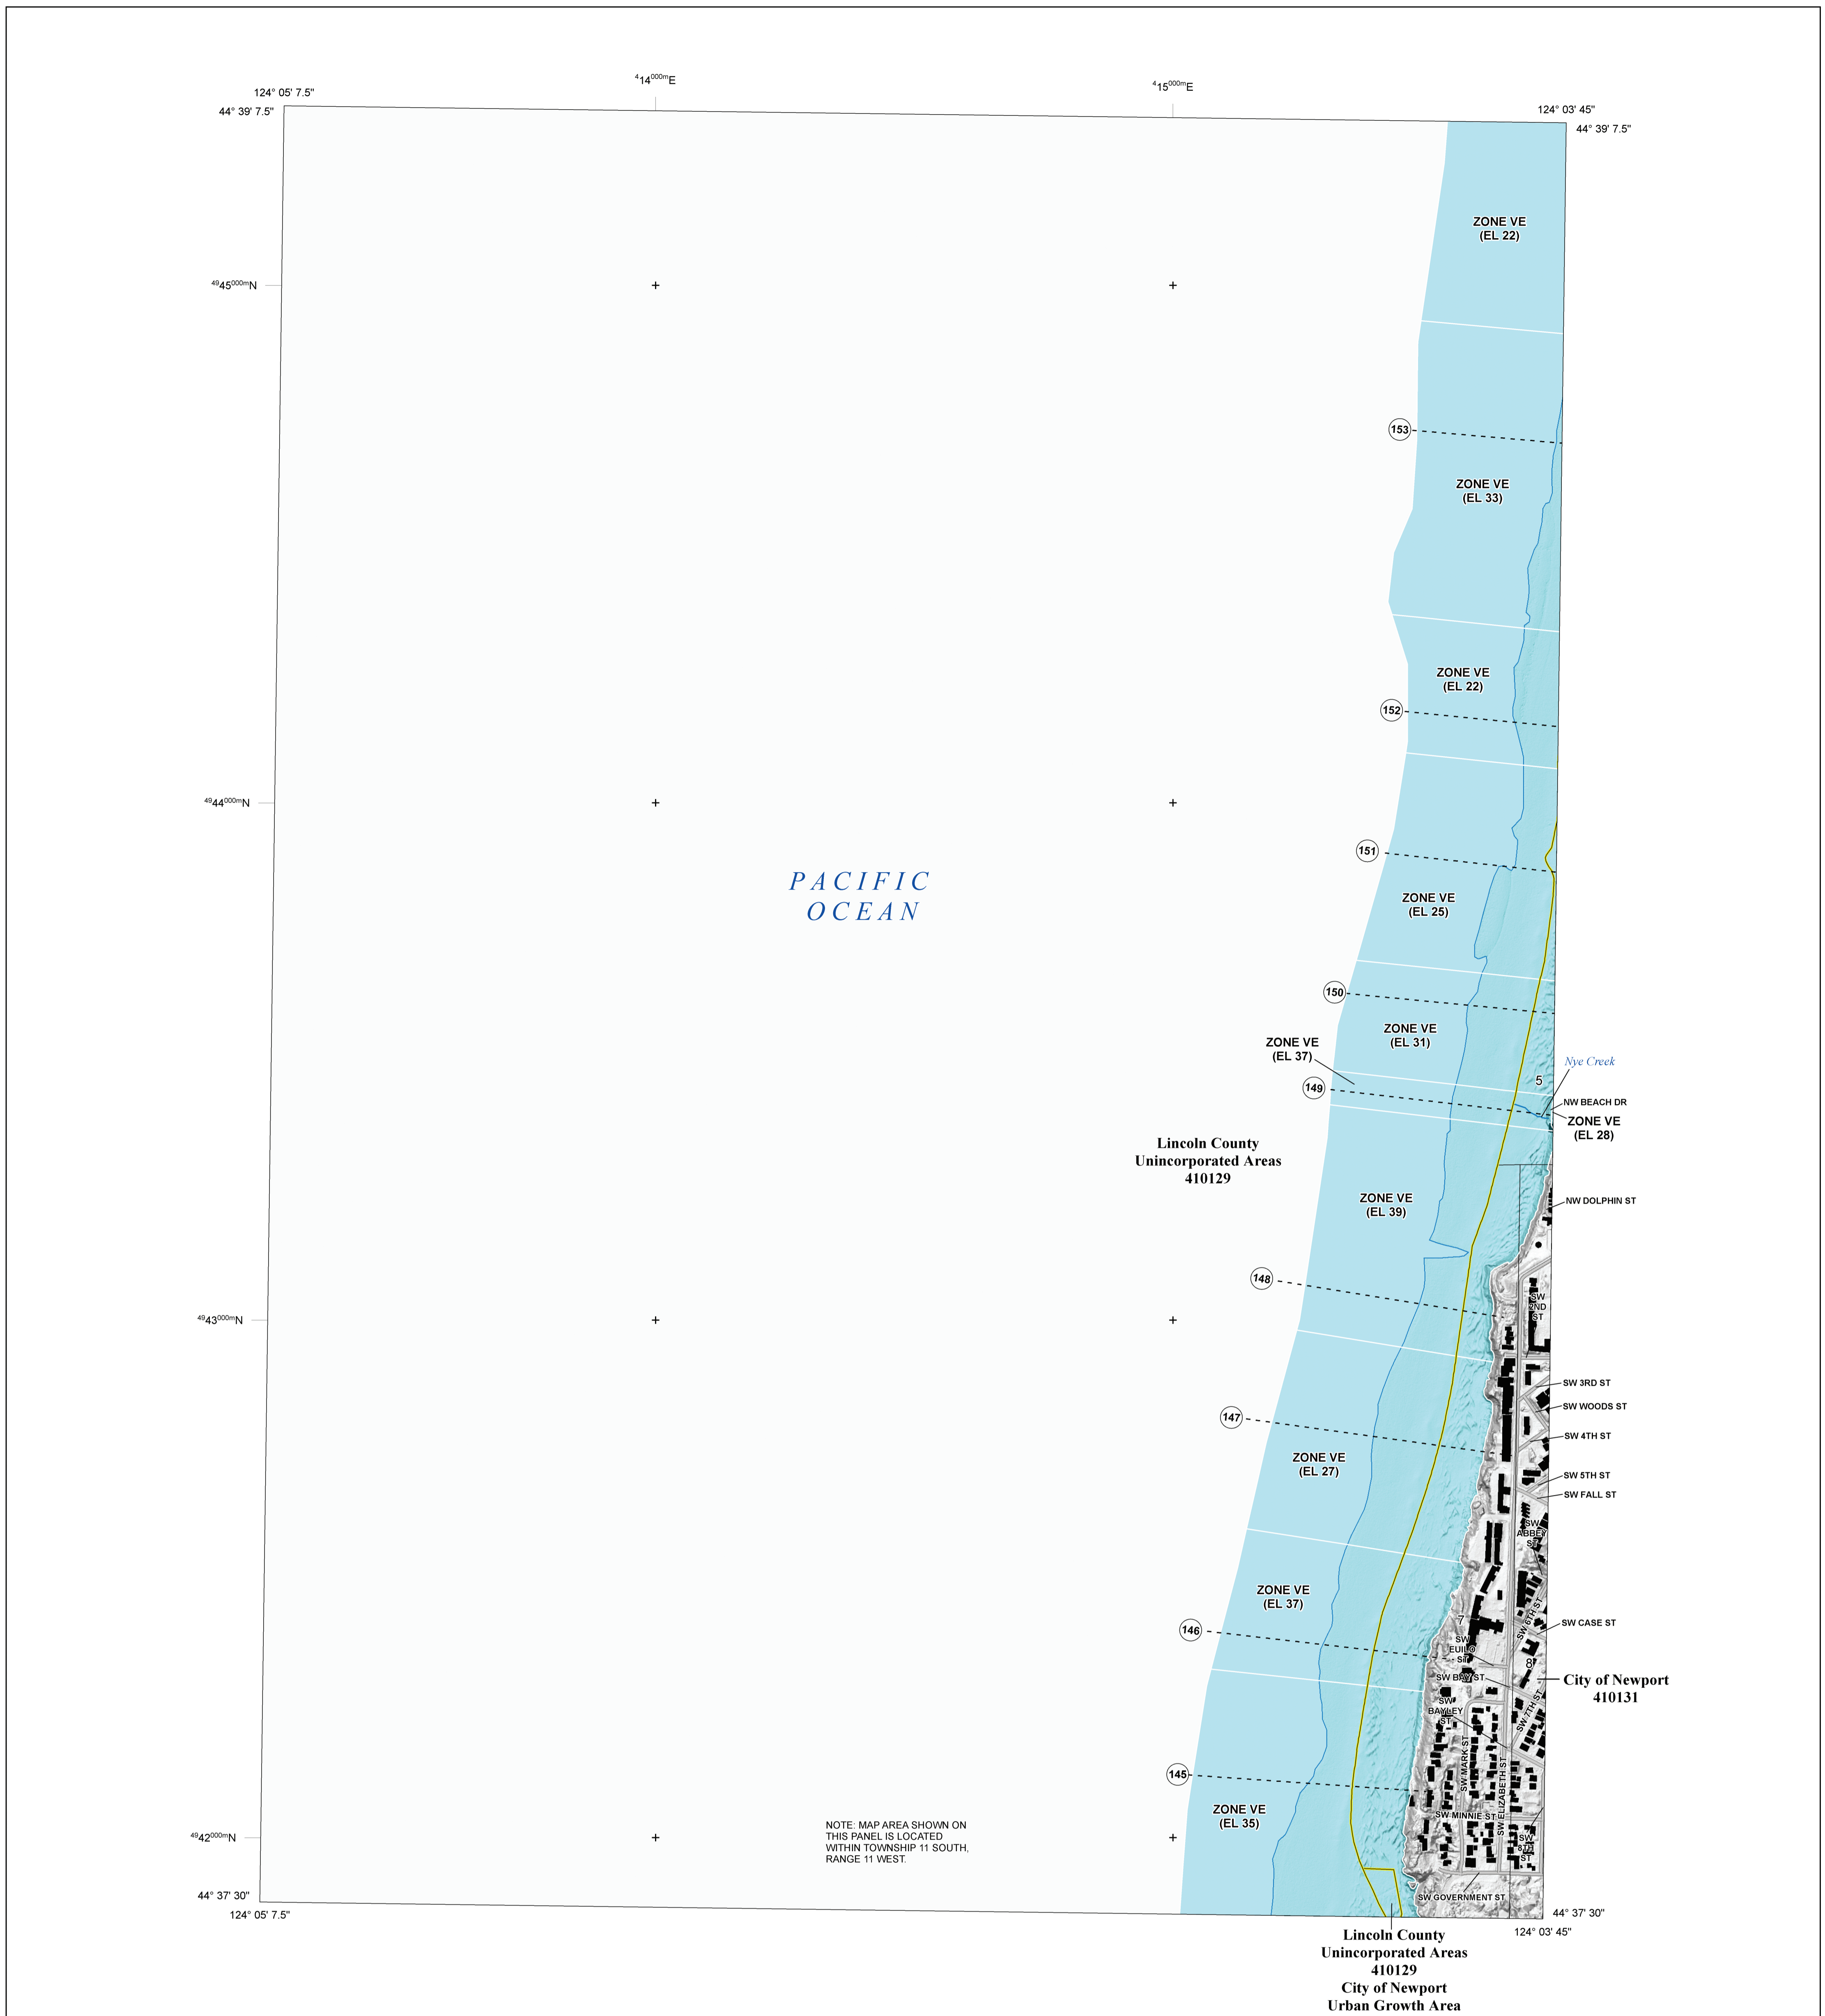 414000mE
415000mE
124° 05' 7.5"
124° 03' 45"
44° 39' 7.5"
44° 39' 7.5"
ZONE VE
(EL 22)
4945000mN
153
ZONE VE
(EL 33)
ZONE VE
(EL 22)
152
4944000mN
151
PACIFIC
OCEAN
ZONE VE
(EL 25)
150
ZONE VE
(EL 31)
ZONE VE
(EL 37)
Nye Creek
5
149
NW BEACH DR
ZONE VE
(EL 28)
Lincoln County
Unincorporated Areas
410129
ZONE VE
(EL 39)
NW DOLPHIN ST
148
SW
2ND
ST
4943000mN
SW 3RD ST
SW WOODS ST
147
SW 4TH ST
ZONE VE
(EL 27)
SW 5TH ST
SW FALL ST
SW
ABBEY
ST
ZONE VE
(EL 37)
SW 6TH ST
7
SW CASE ST
146
SW
EUILO
ST
8
SW BAY ST
City of Newport
410131
SW
BAYLEY
ST
SW 7TH ST
SW MARK ST
SW ELIZABETH ST
145
ZONE VE
(EL 35)
SW MINNIE ST
NOTE: MAP AREA SHOWN ON
THIS PANEL IS LOCATED
WITHIN TOWNSHIP 11 SOUTH,
RANGE 11 WEST.
4942000mN
SW
8TH
ST
SW GOVERNMENT ST
44° 37' 30"
44° 37' 30"
124° 05' 7.5"
124° 03' 45"
Lincoln County
Unincorporated Areas
410129
City of Newport
Urban Growth Area